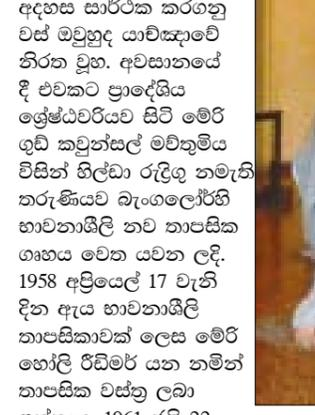 අදහස සාර්ථක කරගනු
වස් ඔවුහුද යාච්ඤාවේ
නිරත වූහ. අවසානයේ
දී එවකට ප්‍රාදේශීය
ශ්‍රේෂ්ඨවරියව සිටි මේරි
ගුඩ් කවුන්සල් මව්තුමිය
විසින් හිල්ඩා රුද්‍රිගු නමැති
තරුණියව බැංගලෝර්හි
භාවනාශීලී නව තාපසික
ගෘහය වෙත යවන ලදි.
1958 අප්‍රියෙල් 17 වැනි
දින ඇය භාවනාශීලී
තාපසිකාවක් ලෙස මේරි
හෝලි රීඩිමර් යන නමින්
තාපසික වස්ත්‍ර ලබා